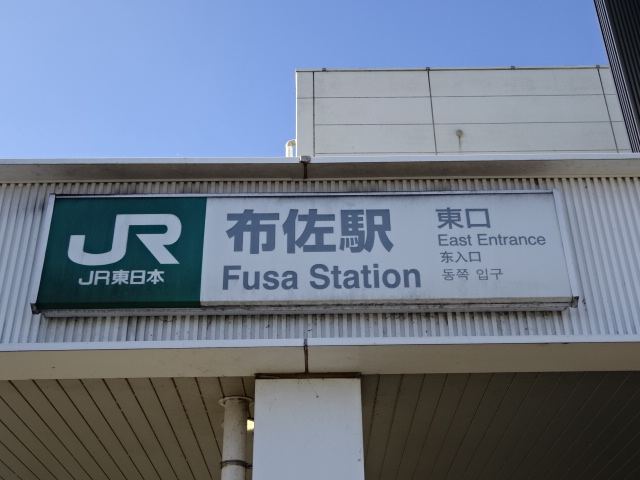 JR
JR東日本
布佐駅
Fusa Station
東口
East Entrance
东入口
동쪽 입구